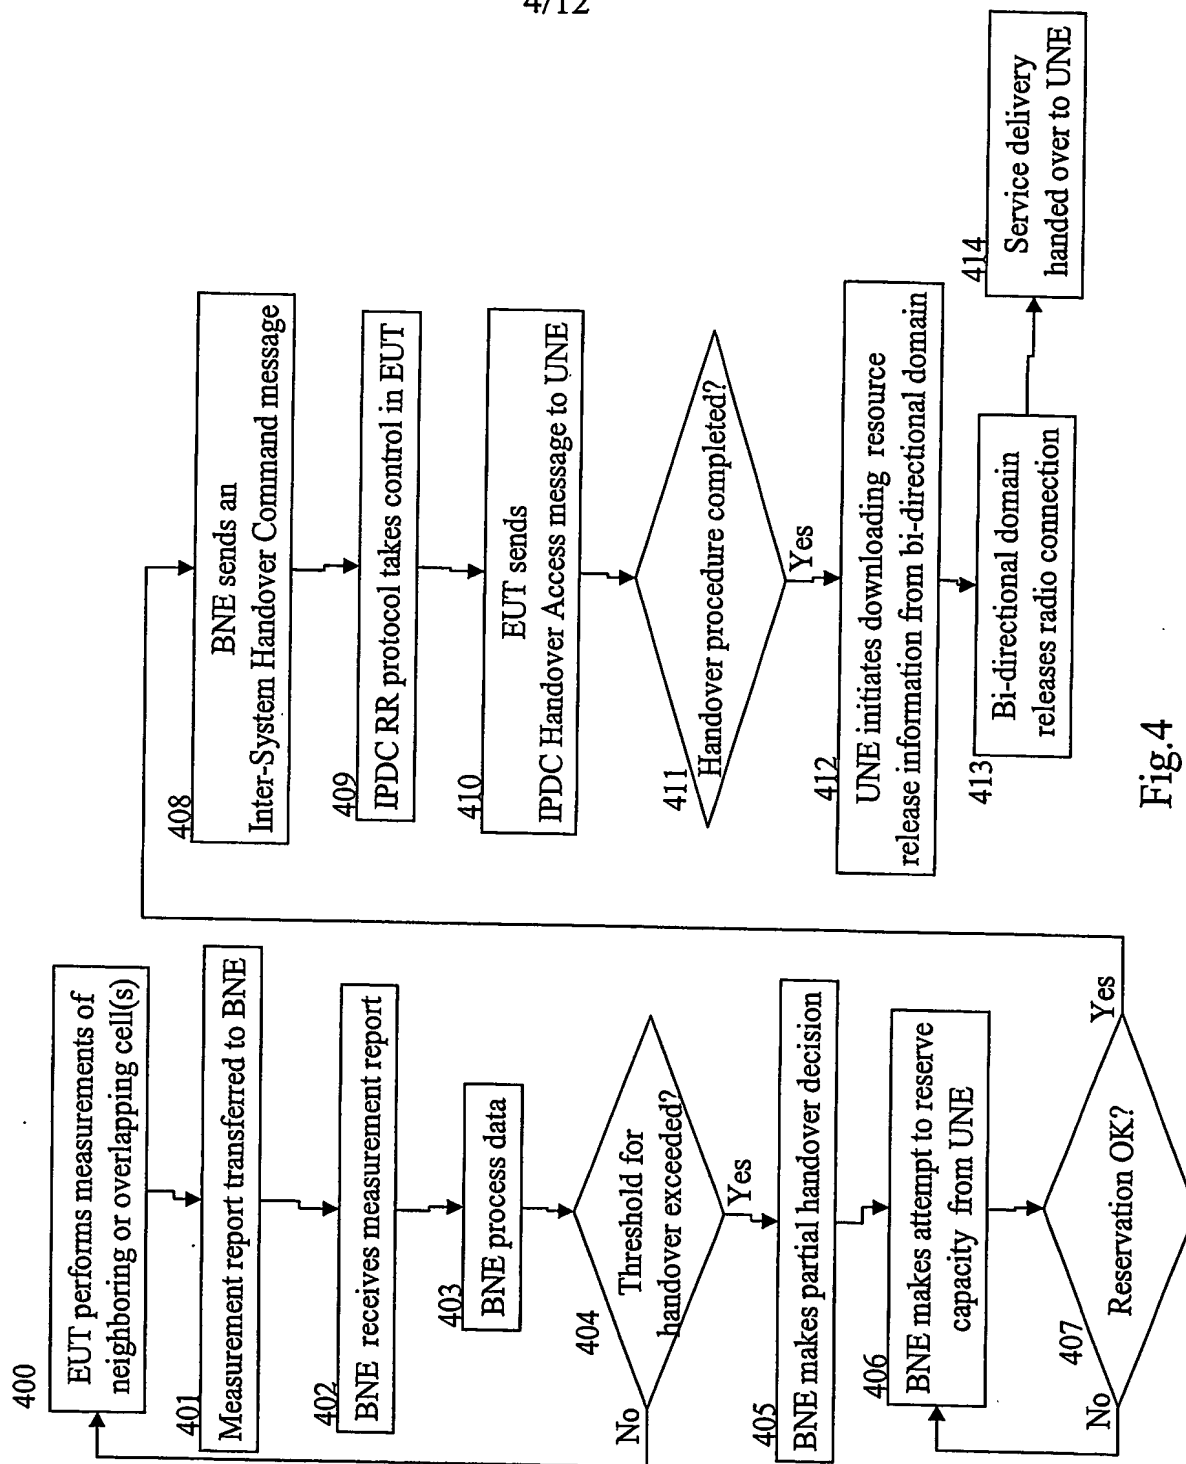 4/12
400
EUT performs measurements of
neighboring or overlapping cell(s)
401
Measurement report transferred to BNE
402
BNE receives measurement report
403
BNE process data
404
Threshold for
handover exceeded?
No
Yes
405
BNE makes partial handover decision
406
BNE makes attempt to reserve
capacity from UNE
407
Reservation OK?
No
Yes
408
BNE sends an
Inter-System Handover Command message
409
IPDC RR protocol takes control in EUT
410
EUT sends
IPDC Handover Access message to UNE
411
Handover procedure completed?
Yes
412
UNE initiates downloading resource
release information from bi-directional domain
413
Bi-directional domain
releases radio connection
414
Service delivery
handed over to UNE
Fig.4